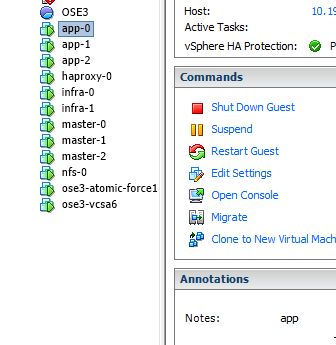 OSE3
app-0
app-1
app-2
haproxy-0
infra-0
infra-1
master-0
master-1
master-2
nfs-0
ose3-atomic-force1
ose3-vcsa6
Host: 10.19
Active Tasks:
vSphere HA Protection:
Commands
Shut Down Guest
Suspend
Restart Guest
Edit Settings
Open Console
Migrate
Clone to New Virtual Mach
Annotations
Notes: app